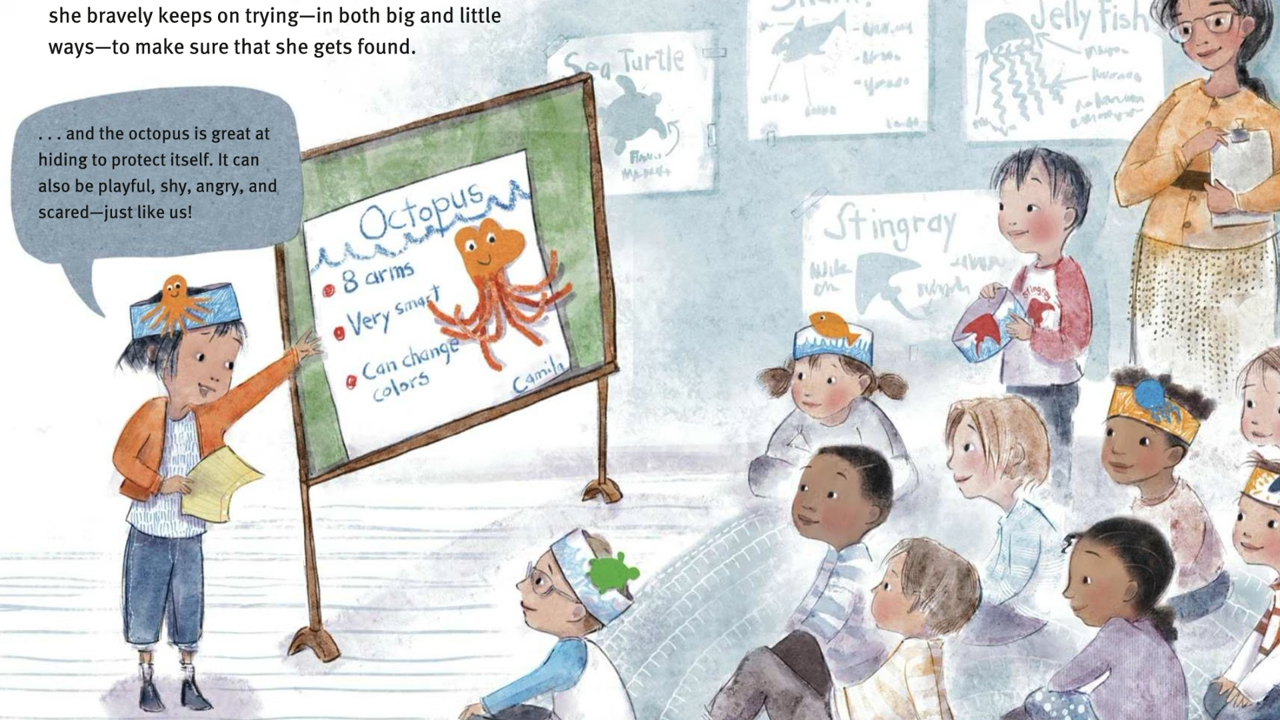 she bravely keeps on trying—in both big and little
ways—to make sure that she gets found.
. . . and the octopus is great at
hiding to protect itself. It can
also be playful, shy, angry, and
scared—just like us!
Octopus
8 arms
Very smart
Can change
colors
Camila
Sea Turtle
Jelly Fish
Stingray
Stingray